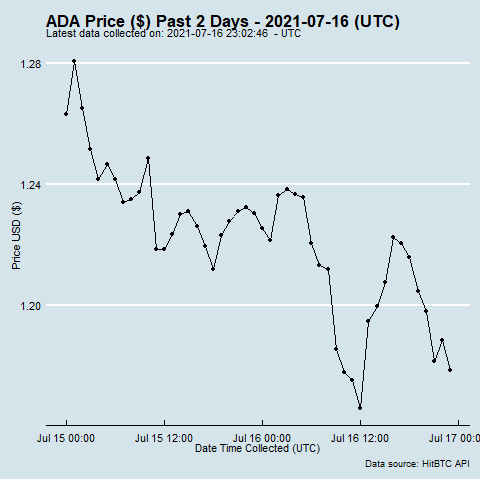 ADA Price ($) Past 2 Days - 2021-07-16 (UTC)
Latest data collected on: 2021-07-16 23:02:46 - UTC
1.28
1.24
1.20
Price USD ($)
Jul 15 00:00 Jul 15 12:00 Jul 16 00:00 Jul 16 12:00 Jul 17 00:0
Date Time Collected (UTC)
Data source: HitBTC API